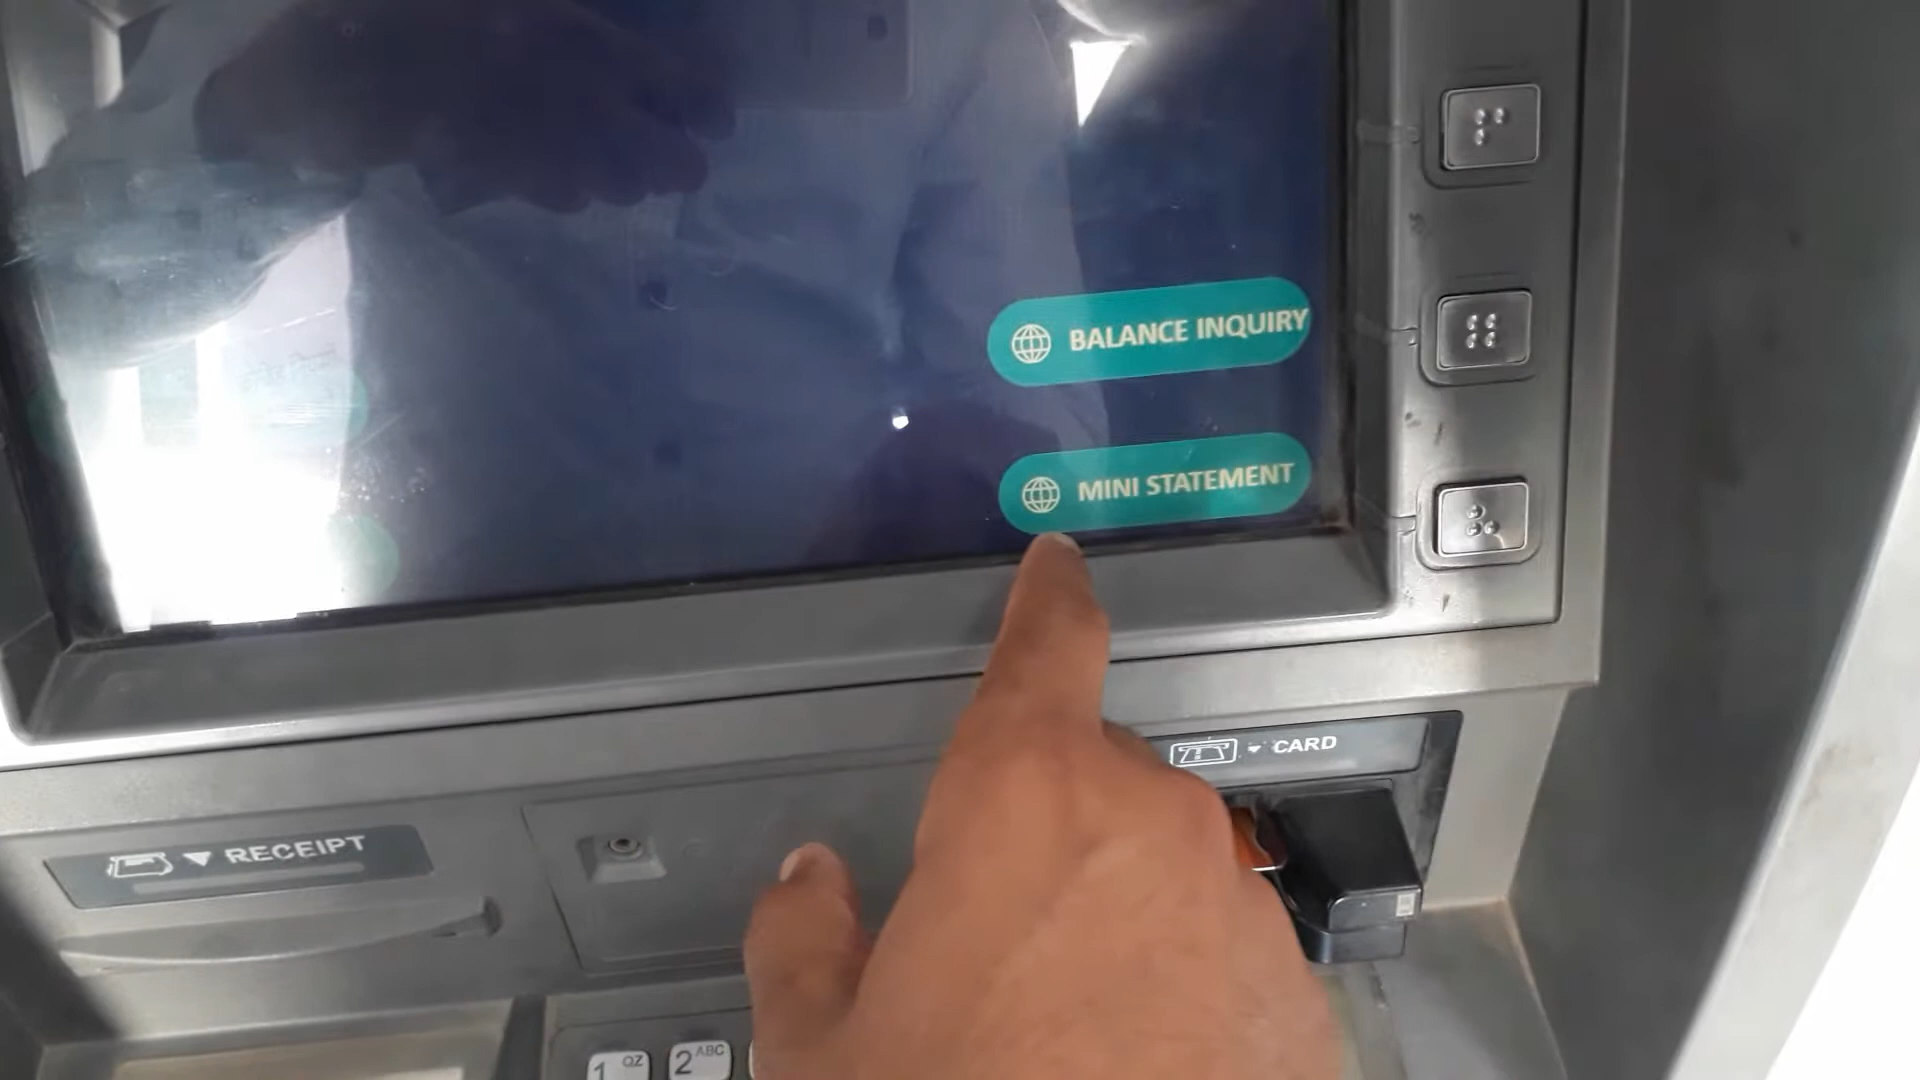 BALANCE INQUIRY
MINI STATEMENT
CARD
RECEIPT
1 QZ
2 ABC